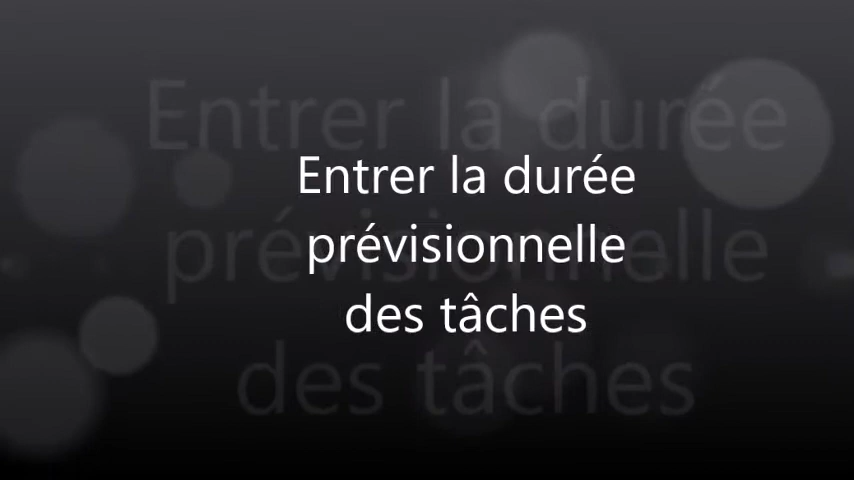 Entrer la durée
prévisionnelle
des tâches